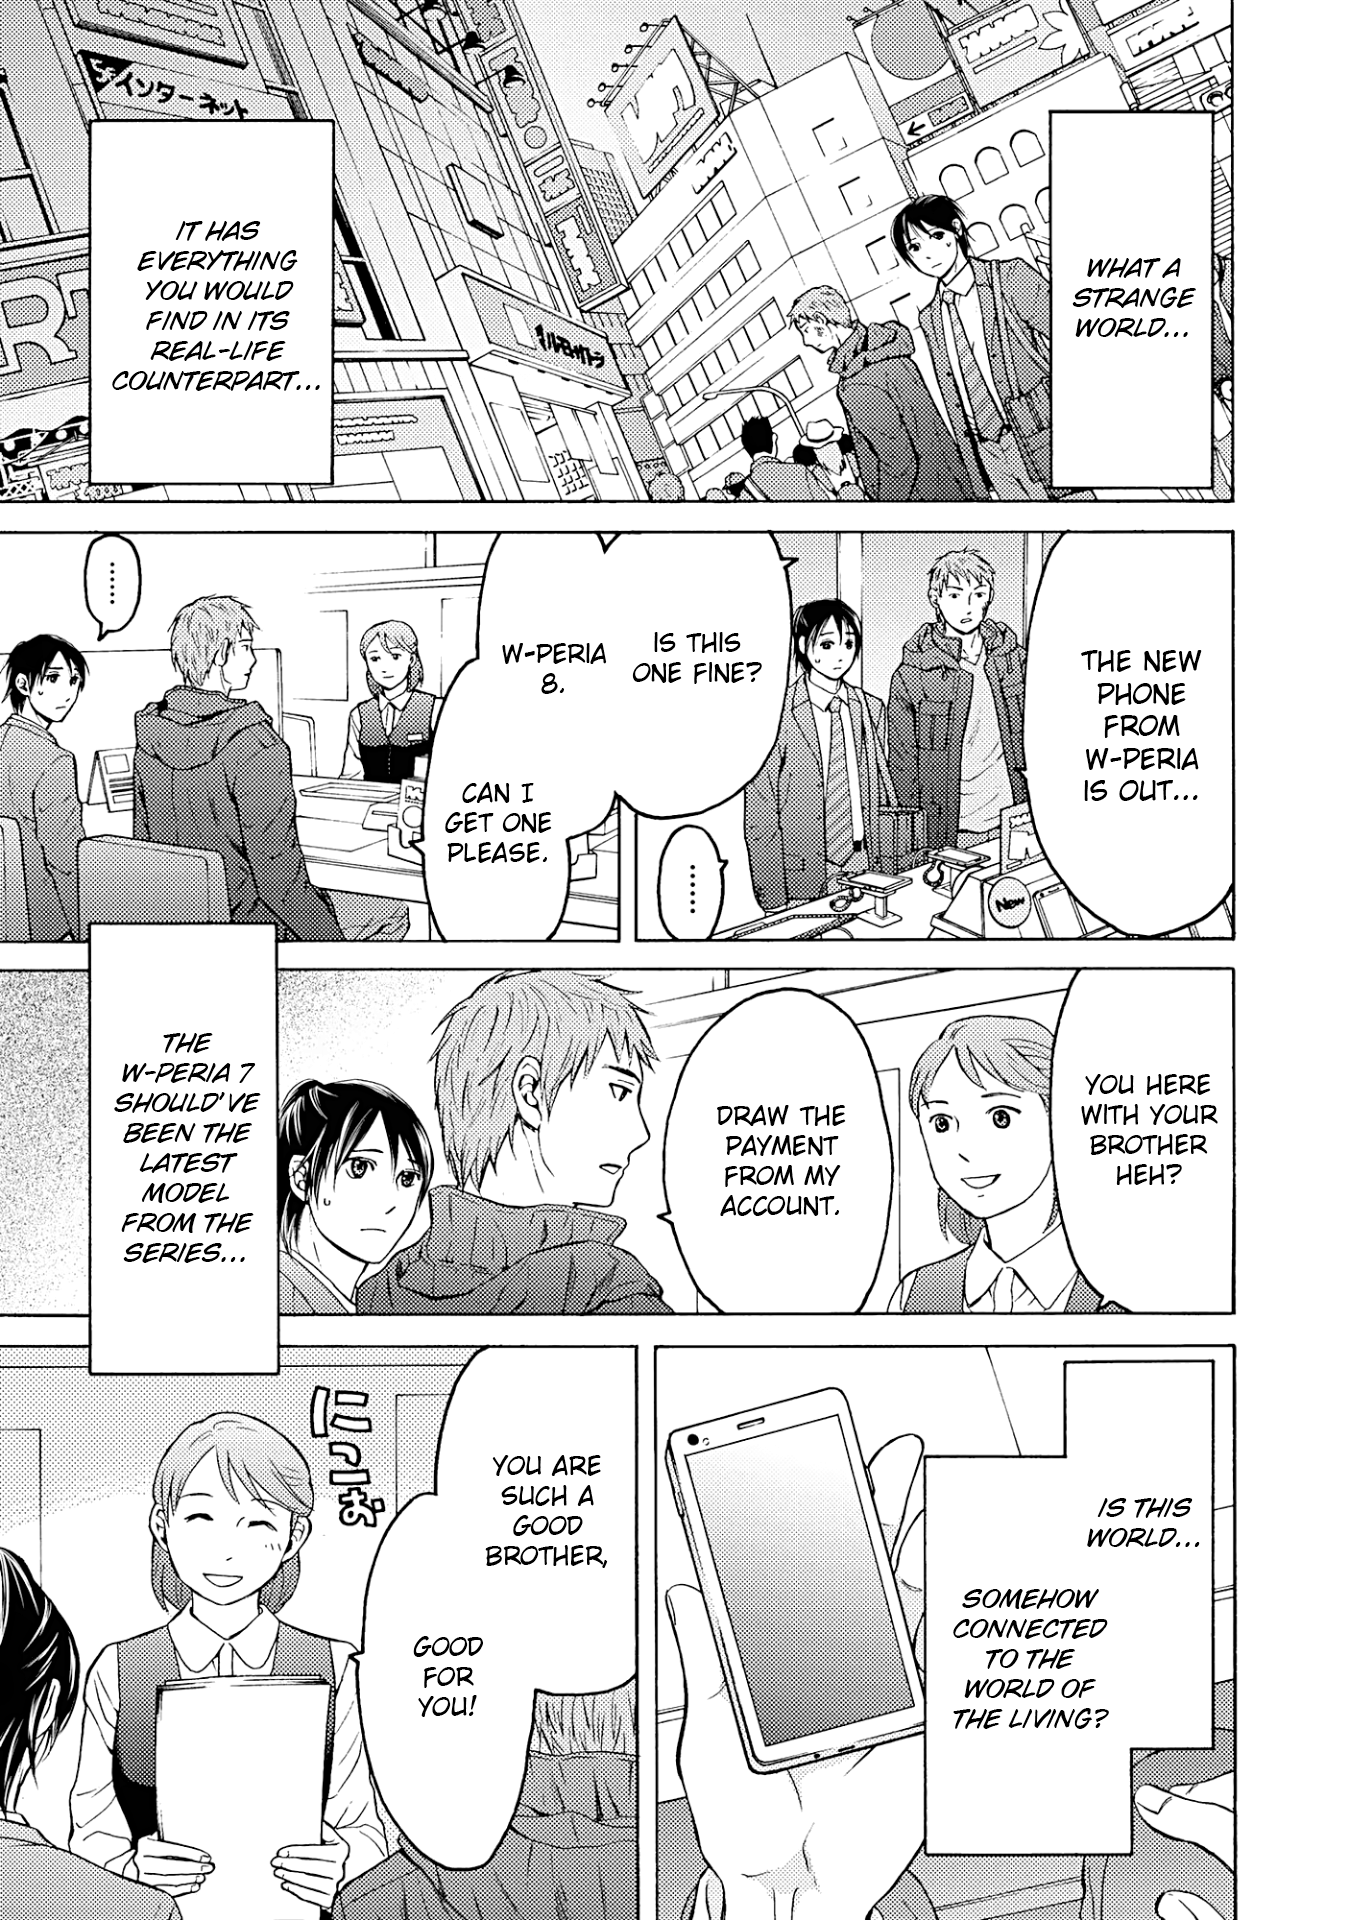 インターネット
WHAT A
STRANGE
WORLD...
IT HAS
EVERYTHING
YOU WOULD
FIND IN ITS
REAL-LIFE
COUNTERPART...
THE NEW
PHONE
FROM
W-PERIA
IS OUT...
New
IS THIS
ONE FINE?
......
W-PERIA
8.
CAN I
GET ONE
PLEASE.
......
YOU HERE
WITH YOUR
BROTHER
HEH?
DRAW THE
PAYMENT
FROM MY
ACCOUNT.
THE
W-PERIA 7
SHOULD'VE
BEEN THE
LATEST
MODEL
FROM THE
SERIES...
IS THIS
WORLD...
SOMEHOW
CONNECTED
TO THE
WORLD OF
THE LIVING?
YOU ARE
SUCH A
GOOD
BROTHER,
GOOD
FOR
YOU!
にこぉ